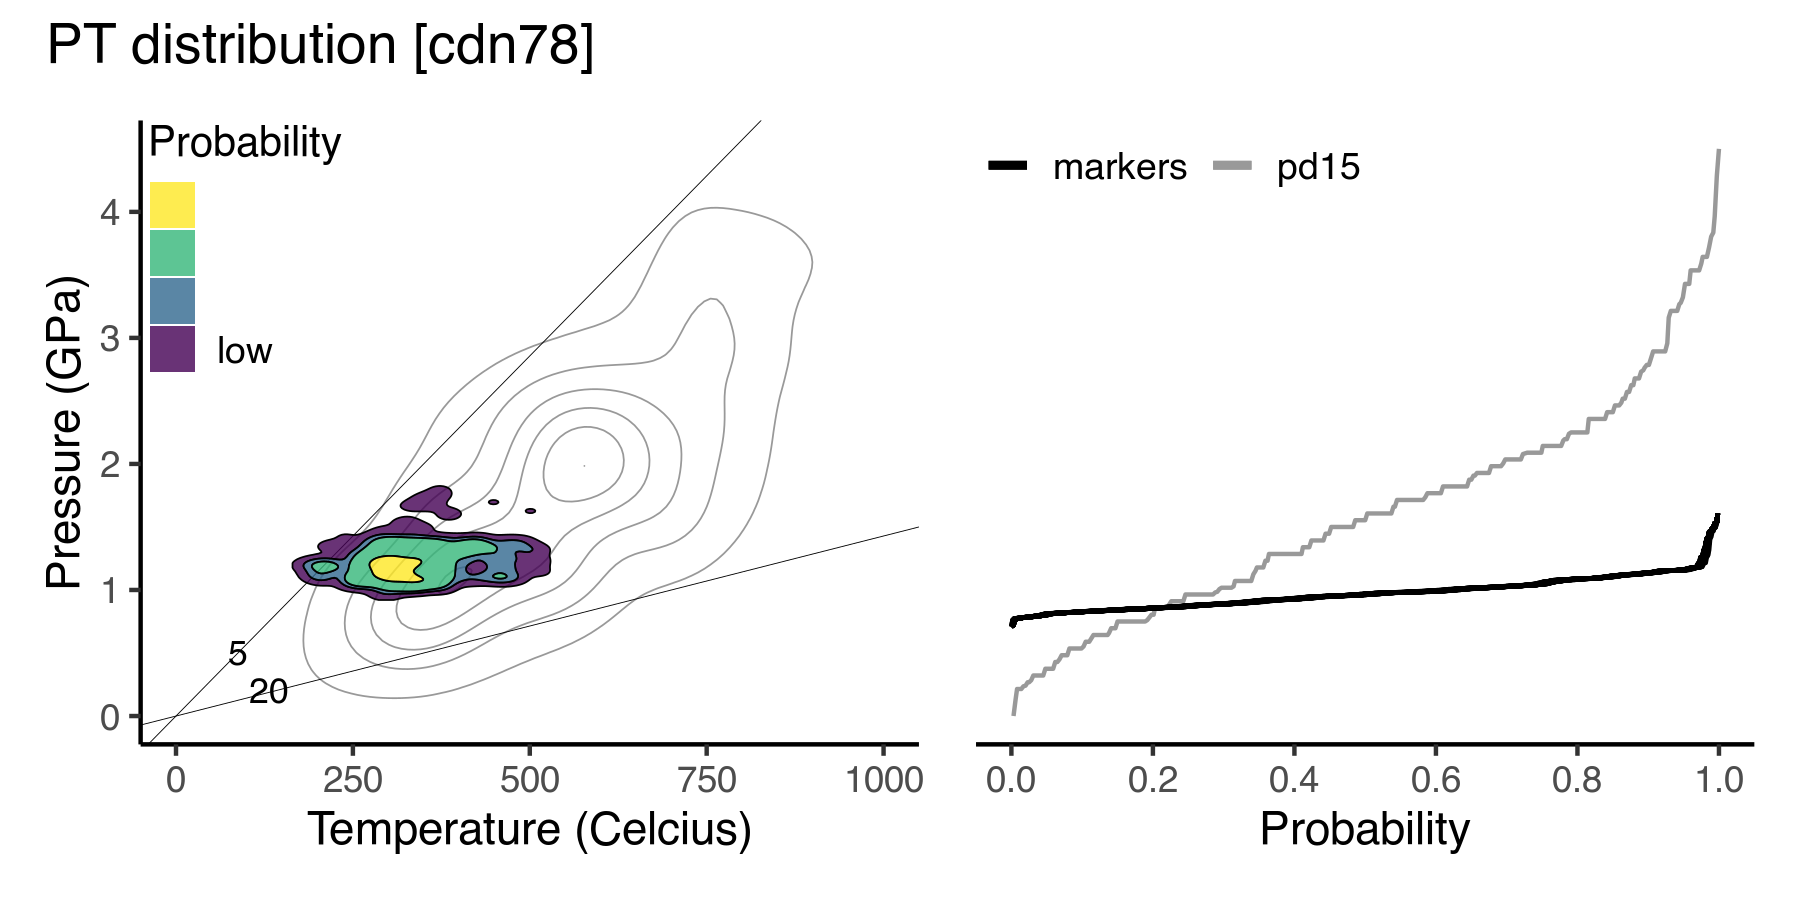 PT distribution [cdn78]
Probability
low
4
3
2
1
0
Pressure (GPa)
5
20
0 250 500 750 1000
Temperature (Celcius)
markers pd15
0.0 0.2 0.4 0.6 0.8 1.0
Probability